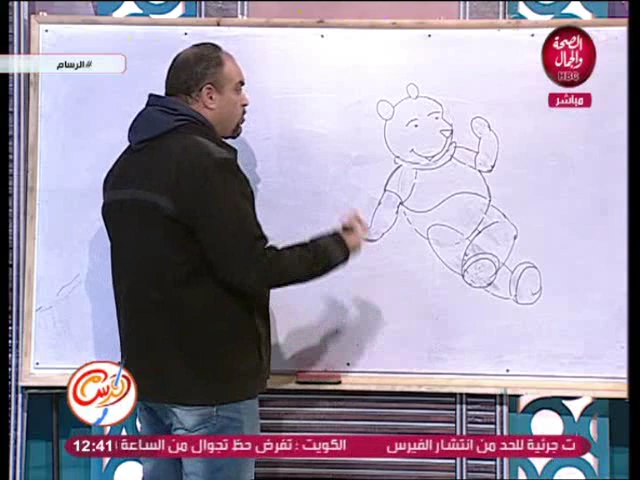 #الرسام
الصحة
والجمال
HBC
مباشر
12:41
ت جزئية للحد من انتشار الفيرس
الكويت : تفرض حظ تجوال من الساعة ا